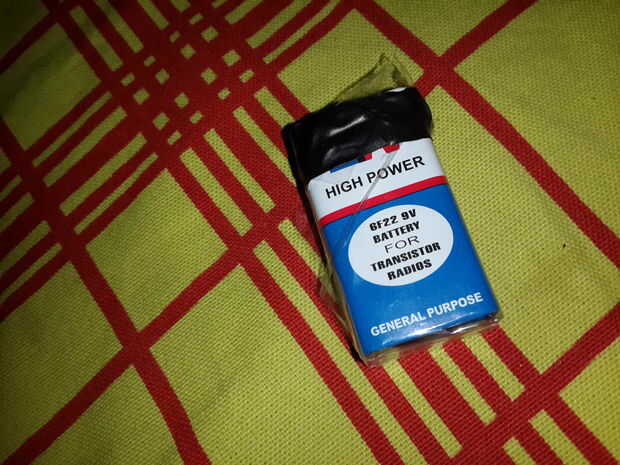 HIGH POWER
6F22 9V
BATTERY
FOR
TRANSISTOR
RADIOS
GENERAL PURPOSE